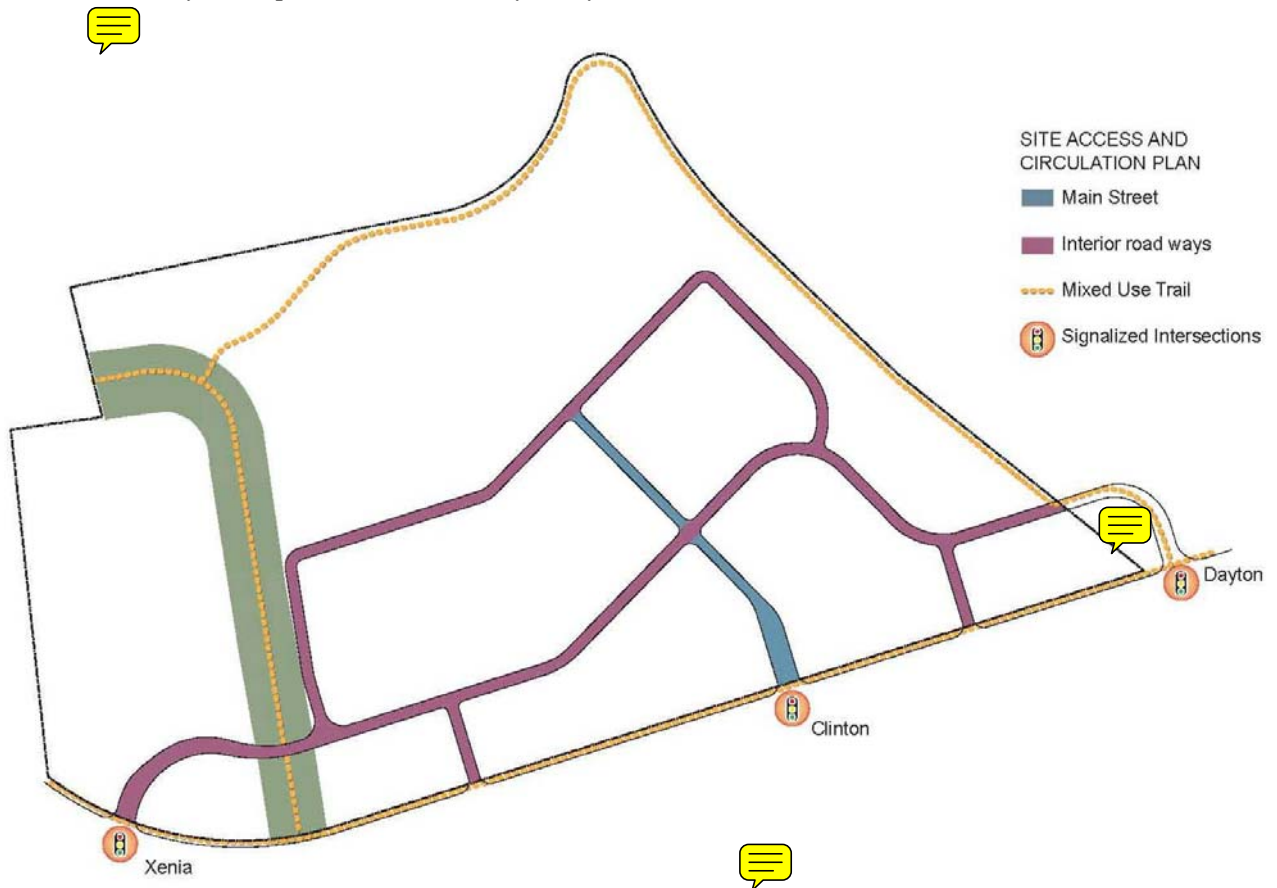 SITE ACCESS AND
CIRCULATION PLAN
Main Street
Interior road ways
Mixed Use Trail
Signalized Intersections
Dayton
Clinton
Xenia